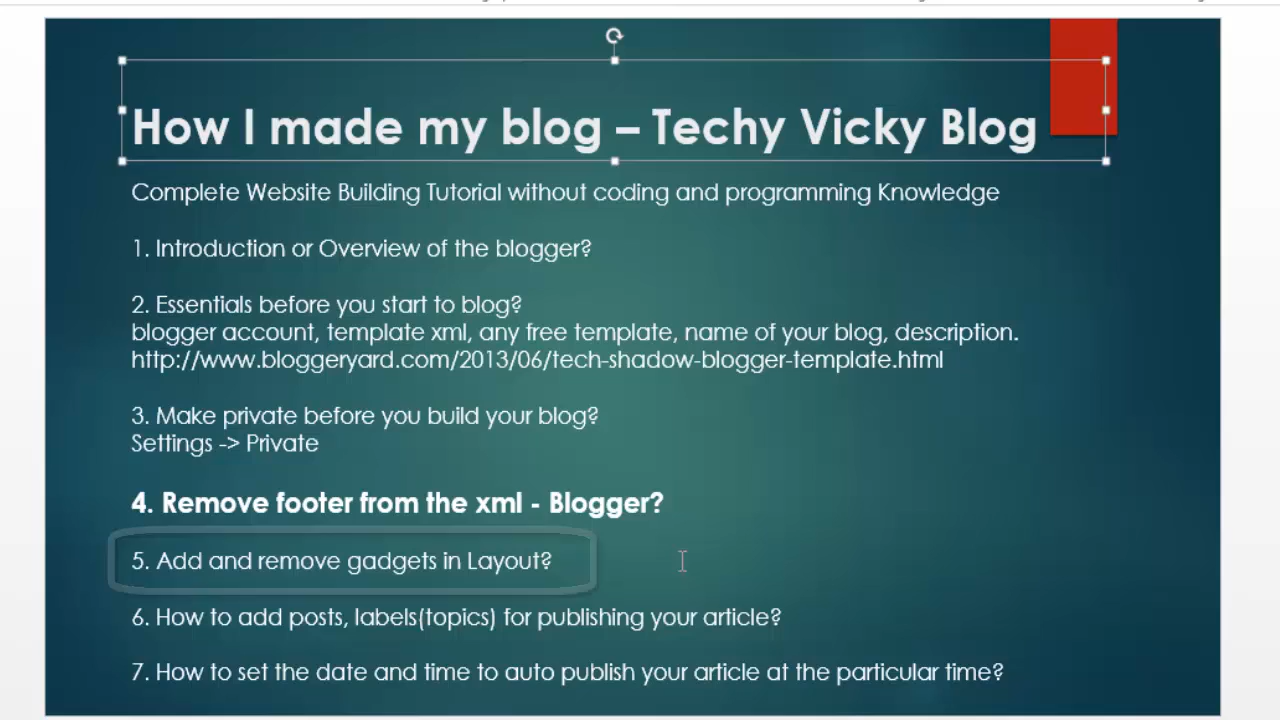 How I made my blog – Techy Vicky Blog
Complete Website Building Tutorial without coding and programming Knowledge
1. Introduction or Overview of the blogger?
2. Essentials before you start to blog?
blogger account, template xml, any free template, name of your blog, description.
http://www.bloggeryard.com/2013/06/tech-shadow-blogger-template.html
3. Make private before you build your blog?
Settings -> Private
4. Remove footer from the xml - Blogger?
5. Add and remove gadgets in Layout?
6. How to add posts, labels(topics) for publishing your article?
7. How to set the date and time to auto publish your article at the particular time?